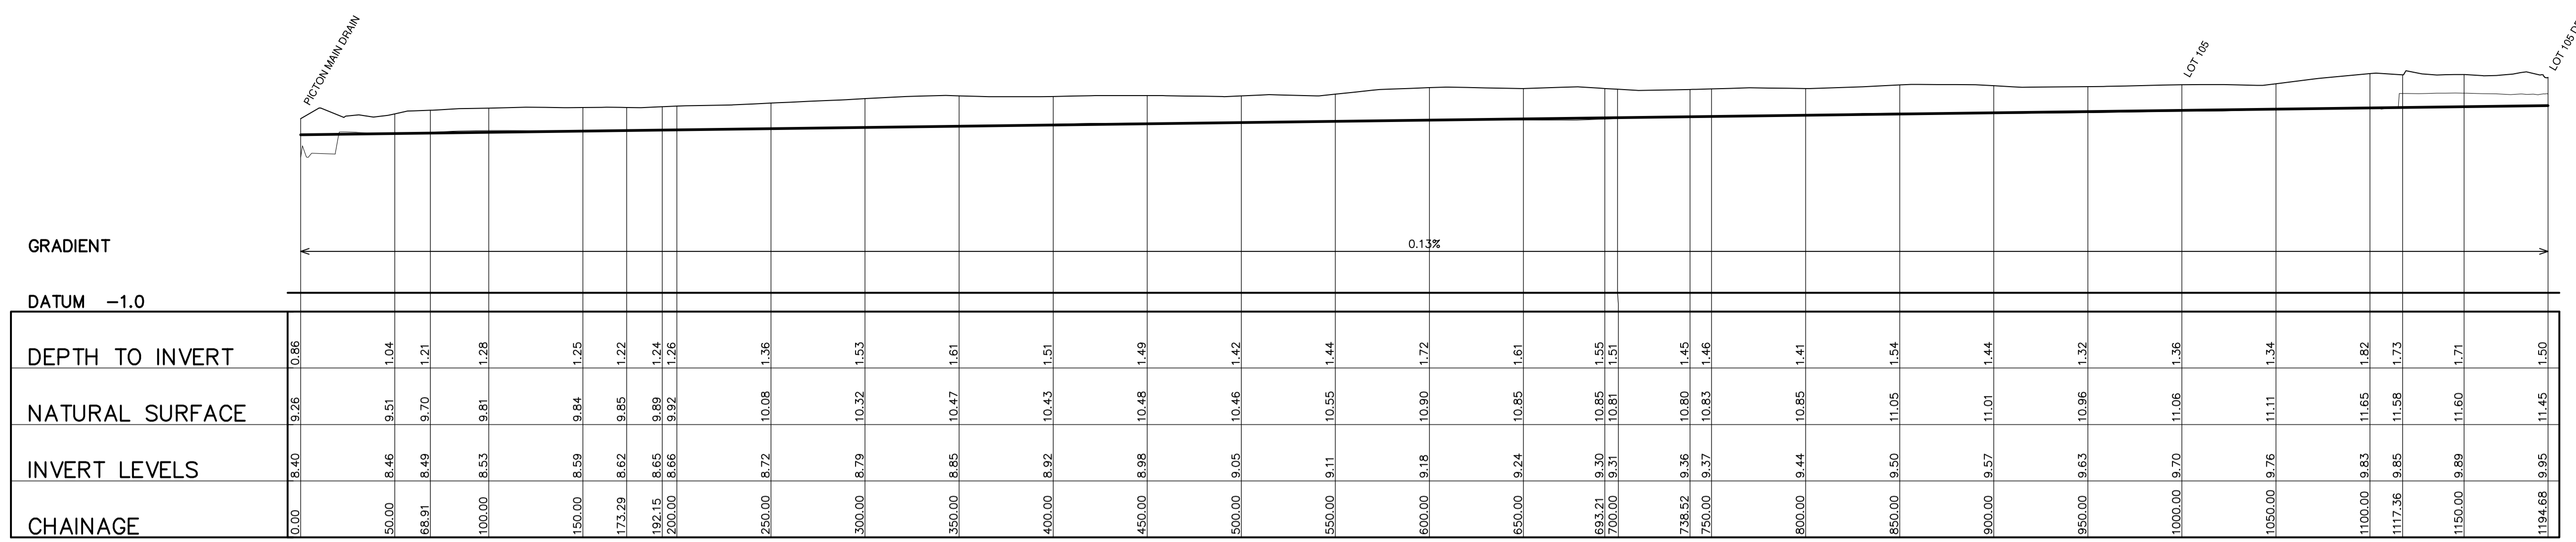 PICTON MAIN DRAIN
LOT 105
LOT 105
GRADIENT
0.13%
DATUM -1.0
DEPTH TO INVERT 0.86 1.04 1.21 1.28 1.25 1.22 1.24 1.26 1.36 1.53 1.61 1.51 1.49 1.42 1.44 1.72 1.61 1.55 1.51 1.45 1.46 1.41 1.54 1.44 1.32 1.36 1.34 1.82 1.73 1.71 1.50
NATURAL SURFACE 9.26 9.51 9.70 9.81 9.84 9.85 9.89 9.92 10.08 10.32 10.47 10.43 10.48 10.46 10.55 10.90 10.85 10.85 10.81 10.80 10.83 10.85 11.05 11.01 10.96 11.06 11.11 11.65 11.58 11.60 11.45
INVERT LEVELS 8.40 8.46 8.49 8.53 8.59 8.62 8.65 8.66 8.72 8.79 8.85 8.92 8.98 9.05 9.11 9.18 9.24 9.30 9.31 9.36 9.37 9.44 9.50 9.57 9.63 9.70 9.76 9.83 9.85 9.89 9.95
CHAINAGE 0.00 50.00 68.91 100.00 150.00 173.29 192.15 200.00 250.00 300.00 350.00 400.00 450.00 500.00 550.00 600.00 650.00 693.21 700.00 738.52 750.00 800.00 850.00 900.00 950.00 1000.00 1050.00 1100.00 1117.36 1150.00 1194.68